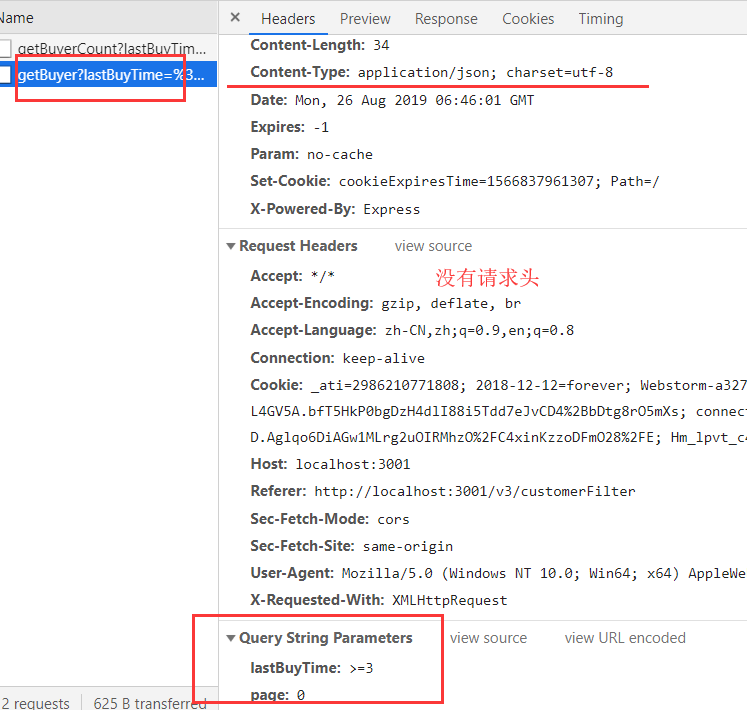 Name
× Headers Preview Response Cookies Timing
getBuyerCount?lastBuyTim...
getBuyer?lastBuyTime=%3...
Content-Length: 34
Content-Type: application/json; charset=utf-8
Date: Mon, 26 Aug 2019 06:46:01 GMT
Expires: -1
Param: no-cache
Set-Cookie: cookieExpiresTime=1566837961307; Path=/
X-Powered-By: Express
Request Headers view source
Accept: */* 没有请求头
Accept-Encoding: gzip, deflate, br
Accept-Language: zh-CN,zh;q=0.9,en;q=0.8
Connection: keep-alive
Cookie: _ati=2986210771808; 2018-12-12=forever; Webstorm-a327
L4GV5A.bfT5HkP0bgDzH4dlI88i5Tdd7eJvCD4%2BbDtg8rO5mXs; connect
D.Aglqo6DiAGw1MLrg2uOIRMhzO%2FC4xinKzzoDFmO28%2FE; Hm_lpvt_c4
Host: localhost:3001
Referer: http://localhost:3001/v3/customerFilter
Sec-Fetch-Mode: cors
Sec-Fetch-Site: same-origin
User-Agent: Mozilla/5.0 (Windows NT 10.0; Win64; x64) AppleWe
X-Requested-With: XMLHttpRequest
Query String Parameters view source view URL encoded
lastBuyTime: >=3
page: 0
2 requests 625 B transferred